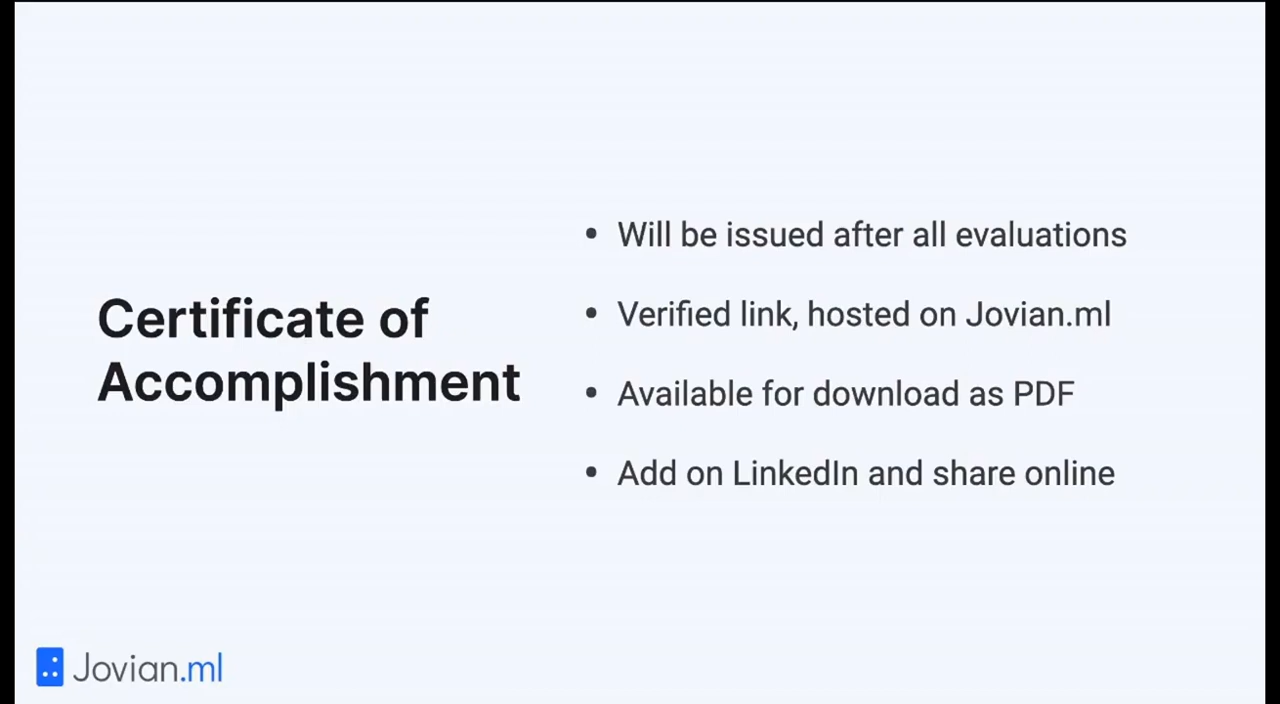 Certificate of
Accomplishment
• Will be issued after all evaluations
• Verified link, hosted on Jovian.ml
• Available for download as PDF
• Add on LinkedIn and share online
Jovian.ml